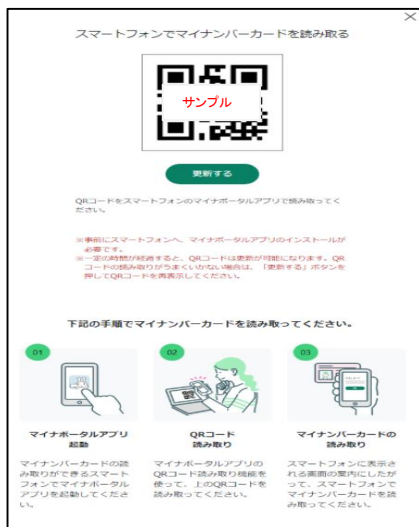 スマートフォンでマイナンバーカードを読み取る
サンプル
更新する
QRコードをスマートフォンのマイナポータルアプリで読み取ってく
ださい。
※事前にスマートフォンへ、マイナポータルアプリのインストールが
必要です。
※一定の時間が経過すると、QRコードは更新が可能になります。QR
コードの読み取りがうまくいかない場合は、「更新する」ボタンを
押してQRコードを再表示してください。
下記の手順でマイナンバーカードを読み取ってください。
01
02
03
マイナポータルアプリ
起動
マイナンバーカードの読
み取りができるスマート
フォンでマイナポータル
アプリを起動してくださ
い。
QRコード
読み取り
マイナポータルアプリの
QRコード読み取り機能を
使って、上のQRコードを
読み取ってください。
マイナンバーカードの
読み取り
スマートフォンに表示さ
れる画面の案内にしたが
って、スマートフォンで
マイナンバーカードを読
み取ってください。